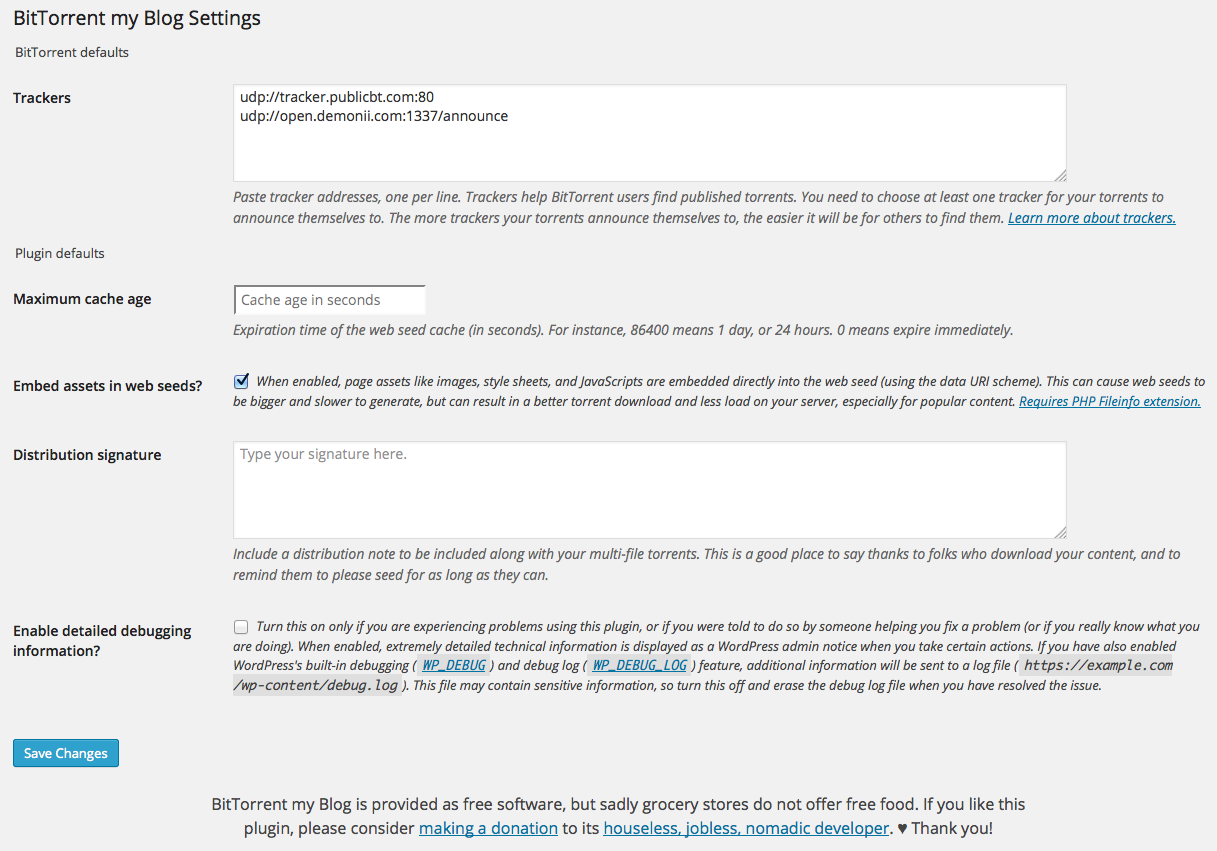 BitTorrent my Blog Settings
BitTorrent defaults
Trackers
udp://tracker.publicbt.com:80
udp://open.demonii.com:1337/announce
Paste tracker addresses, one per line. Trackers help BitTorrent users find published torrents. You need to choose at least one tracker for your torrents to
announce themselves to. The more trackers your torrents announce themselves to, the easier it will be for others to find them. Learn more about trackers.
Plugin defaults
Maximum cache age
Cache age in seconds
Expiration time of the web seed cache (in seconds). For instance, 86400 means 1 day, or 24 hours. 0 means expire immediately.
Embed assets in web seeds?
When enabled, page assets like images, style sheets, and JavaScripts are embedded directly into the web seed (using the data URI scheme). This can cause web seeds to
be bigger and slower to generate, but can result in a better torrent download and less load on your server, especially for popular content. Requires PHP Fileinfo extension.
Distribution signature
Type your signature here.
Include a distribution note to be included along with your multi-file torrents. This is a good place to say thanks to folks who download your content, and to
remind them to please seed for as long as they can.
Enable detailed debugging
information?
Turn this on only if you are experiencing problems using this plugin, or if you were told to do so by someone helping you fix a problem (or if you really know what you
are doing). When enabled, extremely detailed technical information is displayed as a WordPress admin notice when you take certain actions. If you have also enabled
WordPress's built-in debugging ( WP_DEBUG ) and debug log ( WP_DEBUG_LOG ) feature, additional information will be sent to a log file ( https://example.com
/wp-content/debug.log ). This file may contain sensitive information, so turn this off and erase the debug log file when you have resolved the issue.
Save Changes
BitTorrent my Blog is provided as free software, but sadly grocery stores do not offer free food. If you like this
plugin, please consider making a donation to its houseless, jobless, nomadic developer. ♥ Thank you!